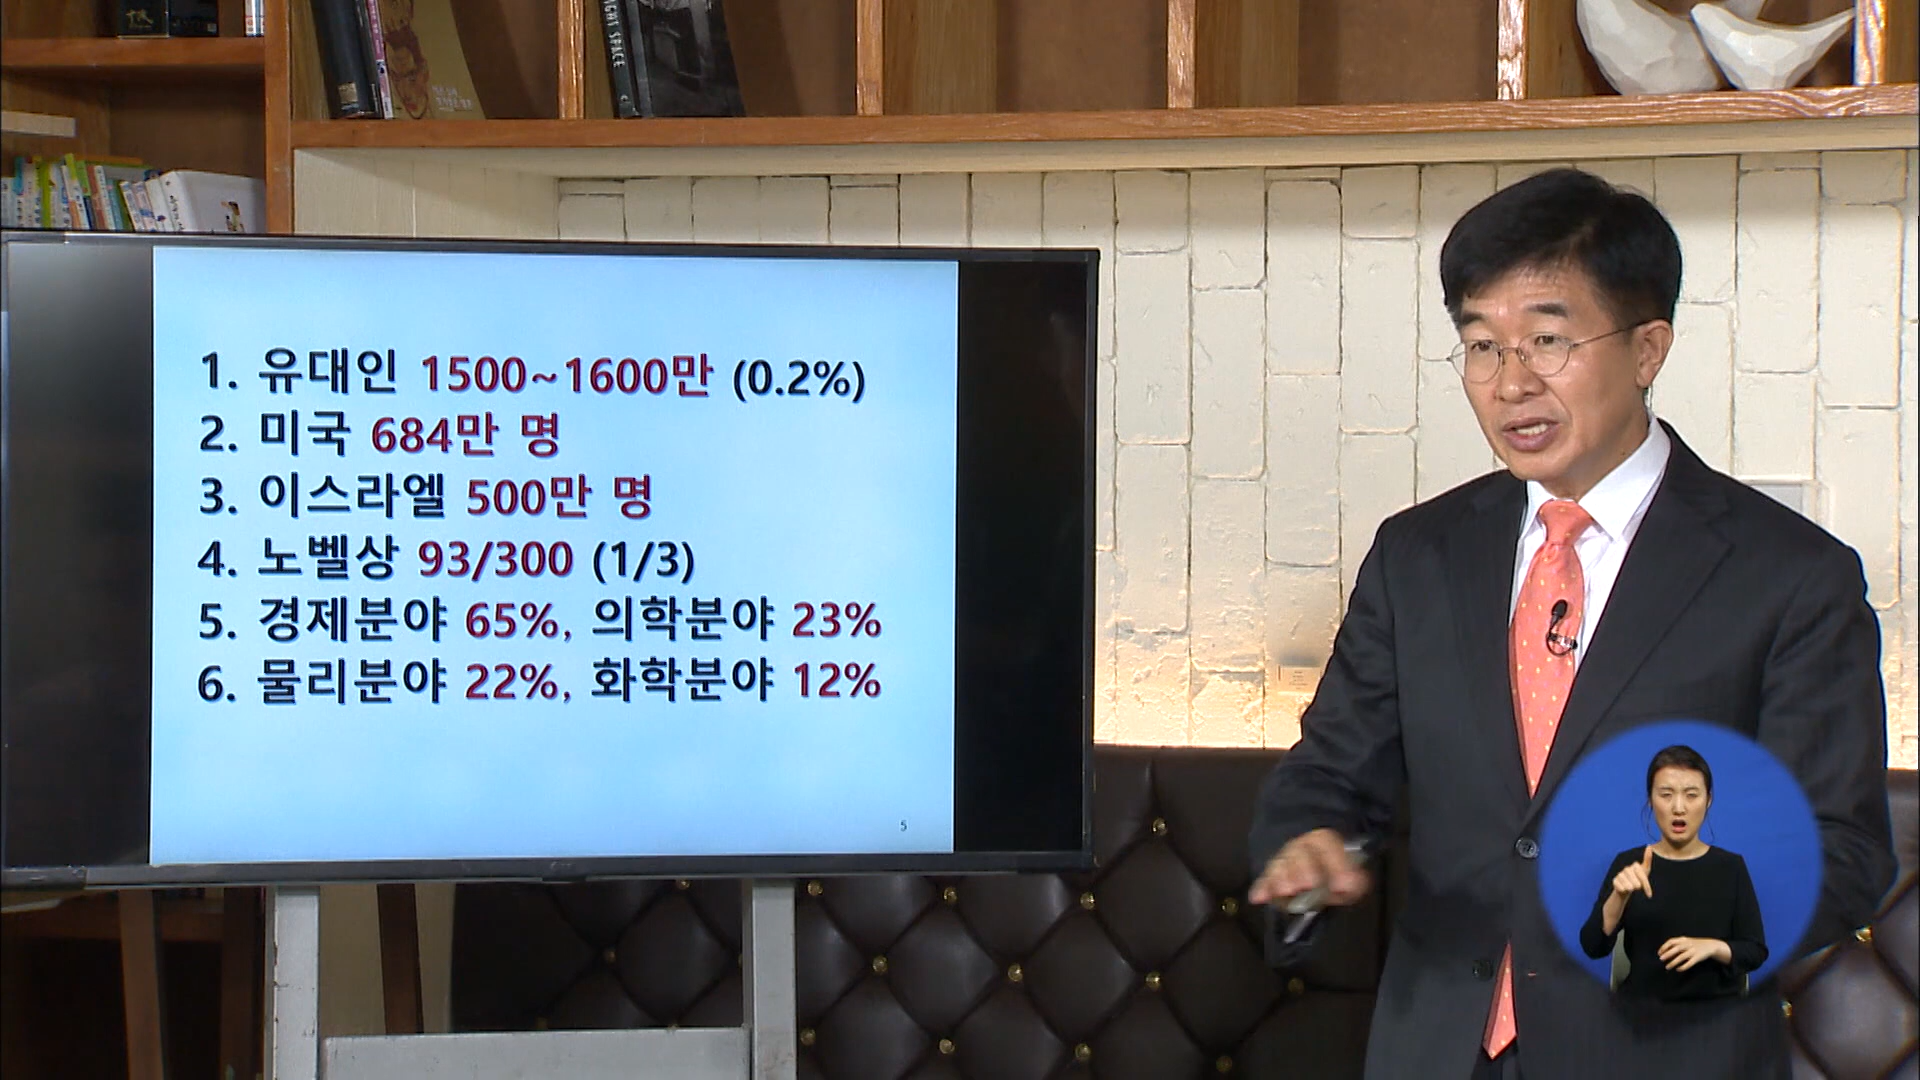 IGHT SPACE
1. 유대인 1500~1600만 (0.2%)
2. 미국 684만 명
3. 이스라엘 500만 명
4. 노벨상 93/300 (1/3)
5. 경제분야 65%, 의학분야 23%
6. 물리분야 22%, 화학분야 12%
5